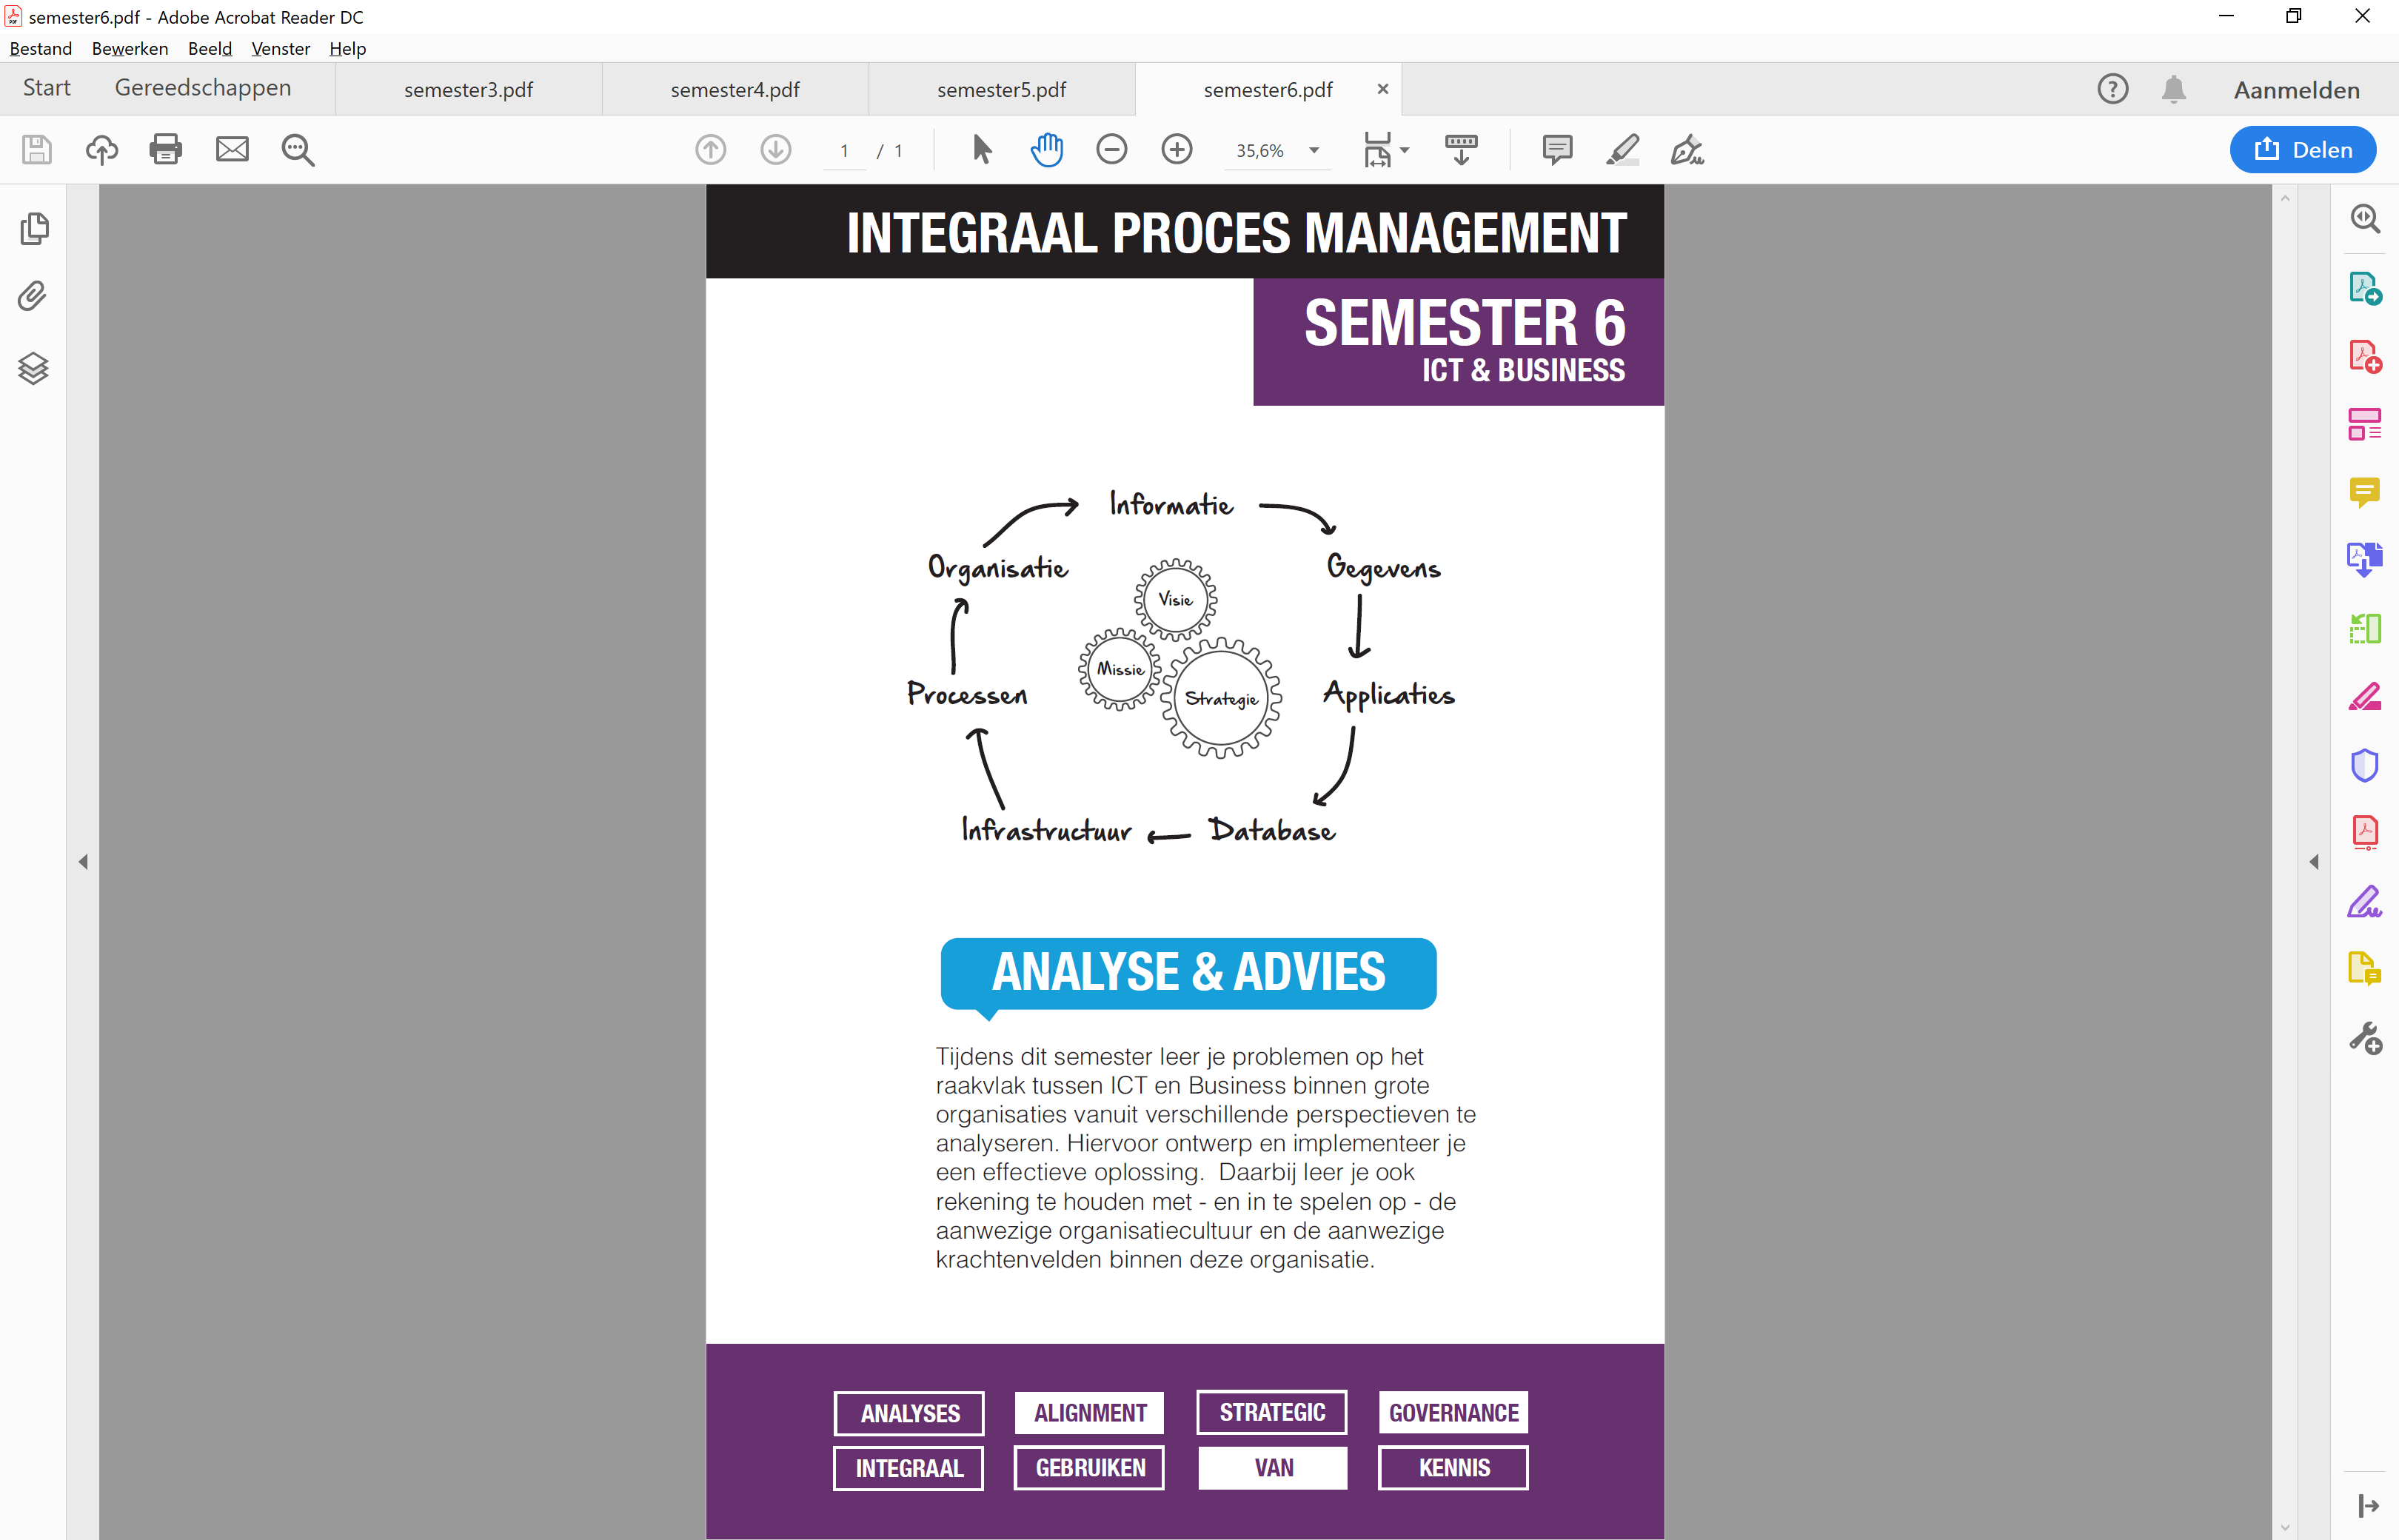 semester6.pdf - Adobe Acrobat Reader DC
Bestand Bewerken Beeld Venster Help
Start Gereedschappen semester3.pdf semester4.pdf semester5.pdf semester6.pdf Aanmelden
1 / 1 35,6% Delen
INTEGRAAL PROCES MANAGEMENT
SEMESTER 6
ICT & BUSINESS
Informatie
Organisatie
Gegevens
Visie
Missie
Strategie
Processen
Applicaties
Infrastructuur
Database
ANALYSE & ADVIES
Tijdens dit semester leer je problemen op het
raakvlak tussen ICT en Business binnen grote
organisaties vanuit verschillende perspectieven te
analyseren. Hiervoor ontwerp en implementeer je
een effectieve oplossing.  Daarbij leer je ook
rekening te houden met - en in te spelen op - de
aanwezige organisatiecultuur en de aanwezige
krachtenvelden binnen deze organisatie.
ANALYSES ALIGNMENT STRATEGIC GOVERNANCE
INTEGRAAL GEBRUIKEN VAN KENNIS